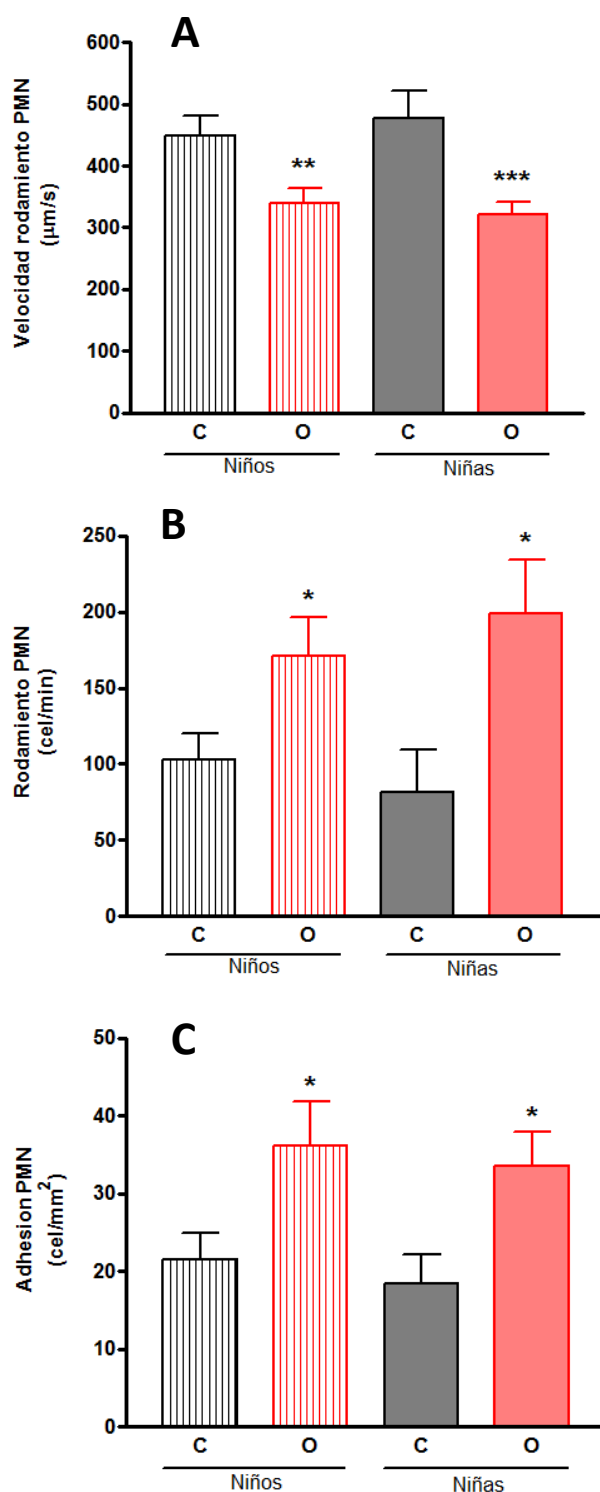 A
Velocidad rodamiento PMN
(μm/s)
600
500
400
300
200
100
0
**
***
C
O
C
O
Niños
Niñas
B
Rodamiento PMN
(cel/min)
250
200
150
100
50
0
*
*
C
O
C
O
Niños
Niñas
C
Adhesion PMN
(cel/mm²)
50
40
30
20
10
0
*
*
C
O
C
O
Niños
Niñas